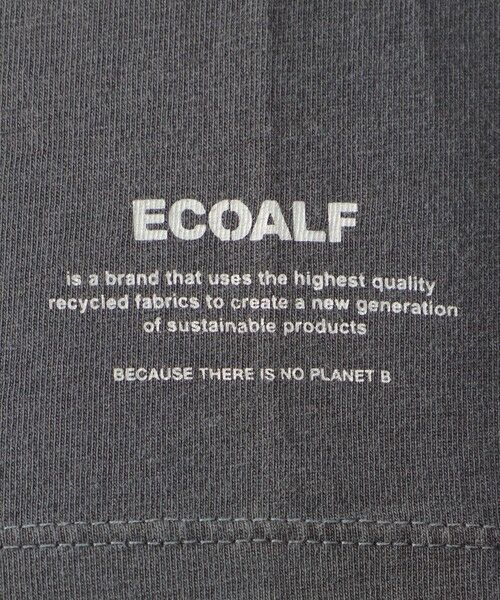 ECOALF
is a brand that uses the highest quality
recycled fabrics to create a new generation
of sustainable products
BECAUSE THERE IS NO PLANET B